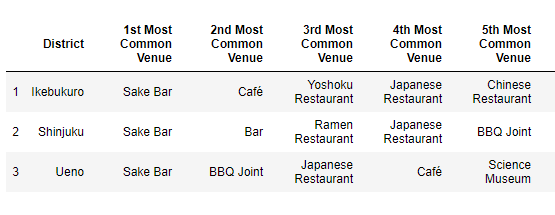 District 1st Most Common Venue 2nd Most Common Venue 3rd Most Common Venue 4th Most Common Venue 5th Most Common Venue
1 Ikebukuro Sake Bar Café Yoshoku Restaurant Japanese Restaurant Chinese Restaurant
2 Shinjuku Sake Bar Bar Ramen Restaurant Japanese Restaurant BBQ Joint
3 Ueno Sake Bar BBQ Joint Japanese Restaurant Café Science Museum